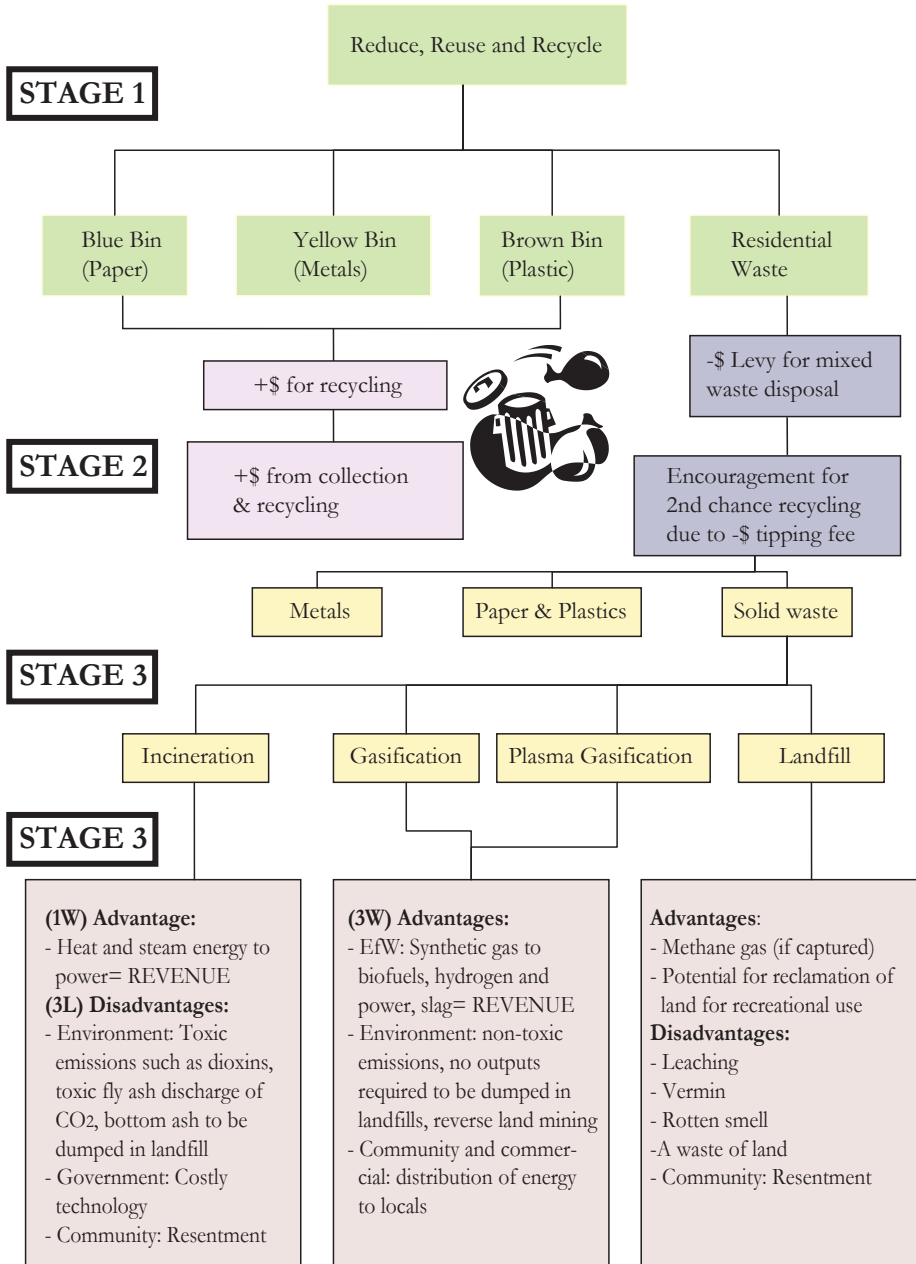 Reduce, Reuse and Recycle
STAGE 1
Blue Bin
(Paper)
Yellow Bin
(Metals)
Brown Bin
(Plastic)
Residential
Waste
+$ for recycling
-$ Levy for mixed
waste disposal
STAGE 2
+$ from collection
& recycling
Encouragement for
2nd chance recycling
due to -$ tipping fee
Metals
Paper & Plastics
Solid waste
STAGE 3
Incineration
Gasification
Plasma Gasification
Landfill
STAGE 3
(1W) Advantage:
- Heat and steam energy to
power= REVENUE
(3L) Disadvantages:
- Environment: Toxic
emissions such as dioxins,
toxic fly ash discharge of
CO2, bottom ash to be
dumped in landfill
- Government: Costly
technology
- Community: Resentment
(3W) Advantages:
- EfW: Synthetic gas to
biofuels, hydrogen and
power, slag= REVENUE
- Environment: non-toxic
emissions, no outputs
required to be dumped in
landfills, reverse land mining
- Community and commer-
cial: distribution of energy
to locals
Advantages:
- Methane gas (if captured)
- Potential for reclamation of
land for recreational use
Disadvantages:
- Leaching
- Vermin
- Rotten smell
-A waste of land
- Community: Resentment